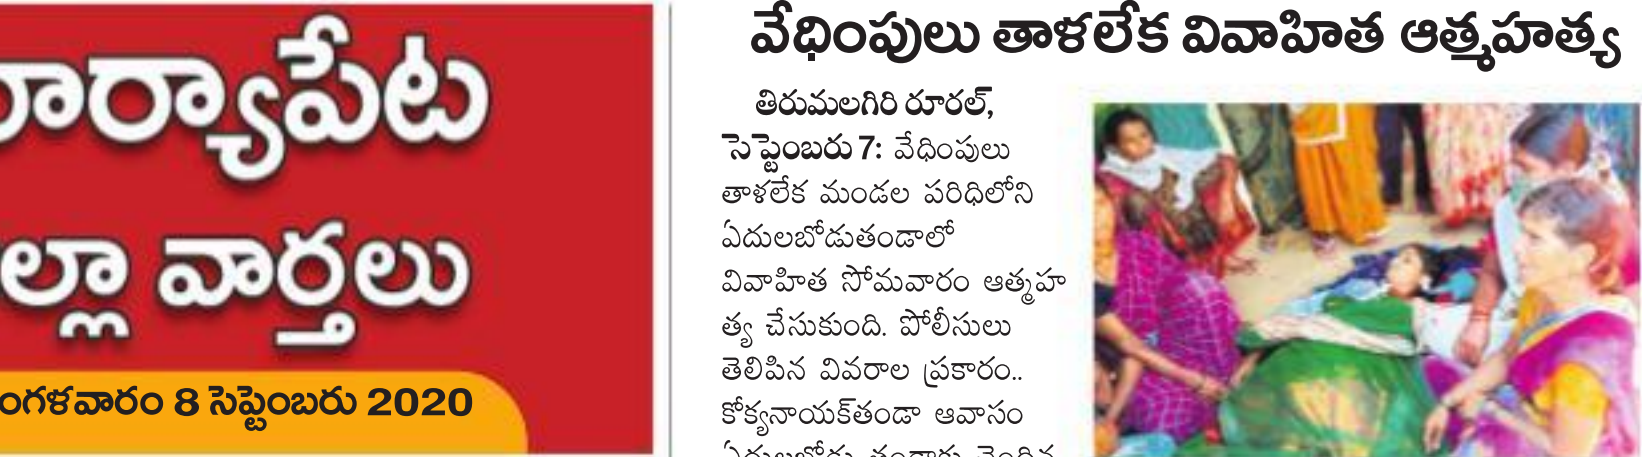 ర్యాపేట
ల్లా వార్తలు
ంగళవారం 8 సెప్టెంబరు 2020
వేధింపులు తాళలేక వివాహిత ఆత్మహత్య
తిరుమలగిరి రూరల్,
సెప్టెంబరు 7: వేధింపులు
తాళలేక మండల పరిధిలోని
ఏదులబోడుతండాలో
వివాహిత సోమవారం ఆత్మహ
త్య చేసుకుంది. పోలీసులు
తెలిపిన వివరాల ప్రకారం..
కోక్యనాయక్‌తండా ఆవాసం